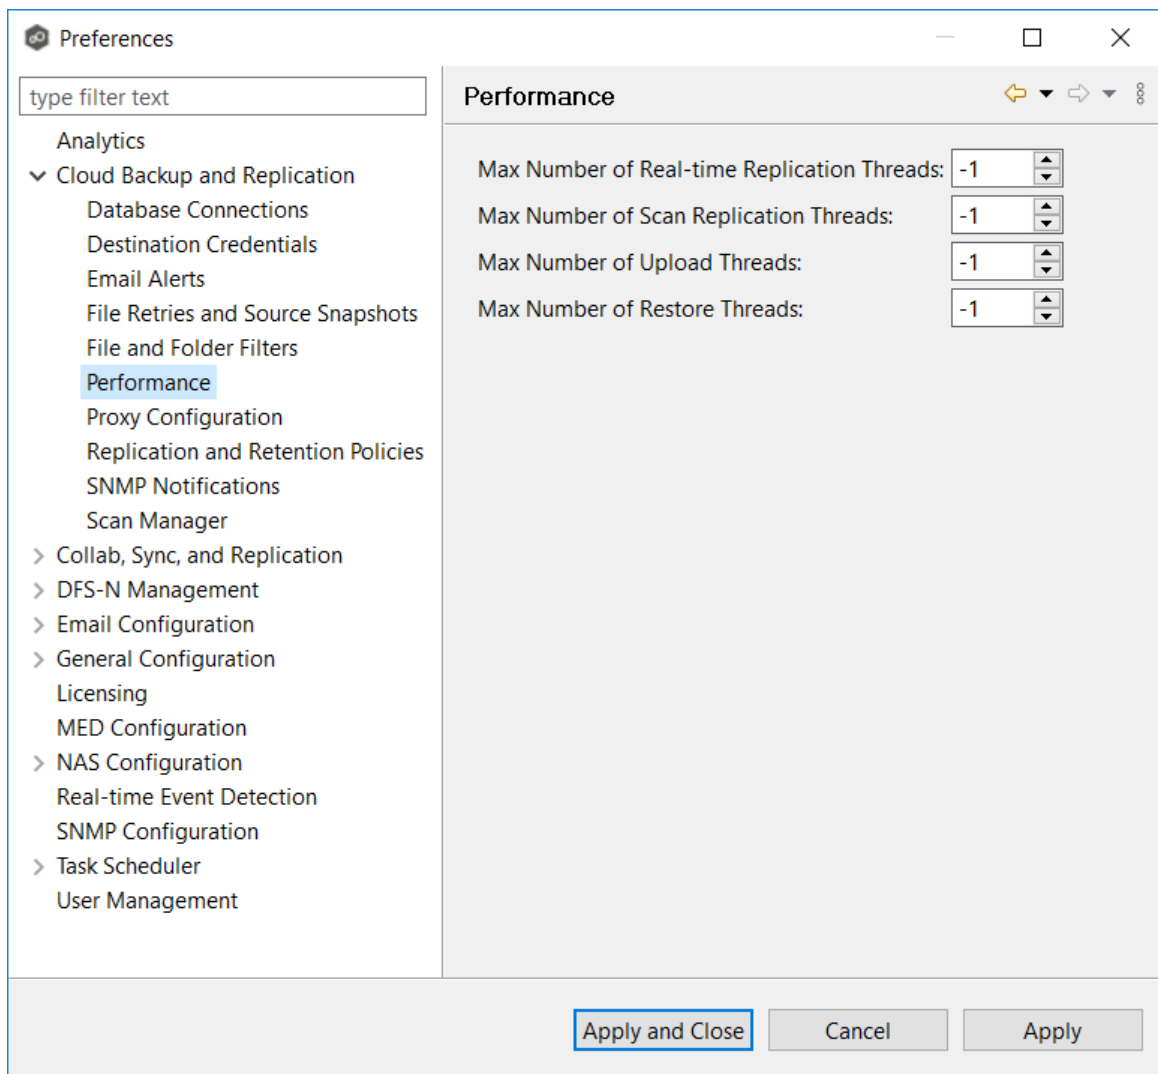 Preferences
type filter text
Analytics
Cloud Backup and Replication
Database Connections
Destination Credentials
Email Alerts
File Retries and Source Snapshots
File and Folder Filters
Performance
Proxy Configuration
Replication and Retention Policies
SNMP Notifications
Scan Manager
Collab, Sync, and Replication
DFS-N Management
Email Configuration
General Configuration
Licensing
MED Configuration
NAS Configuration
Real-time Event Detection
SNMP Configuration
Task Scheduler
User Management
Performance
Max Number of Real-time Replication Threads: -1
Max Number of Scan Replication Threads: -1
Max Number of Upload Threads: -1
Max Number of Restore Threads: -1
Apply and Close Cancel Apply